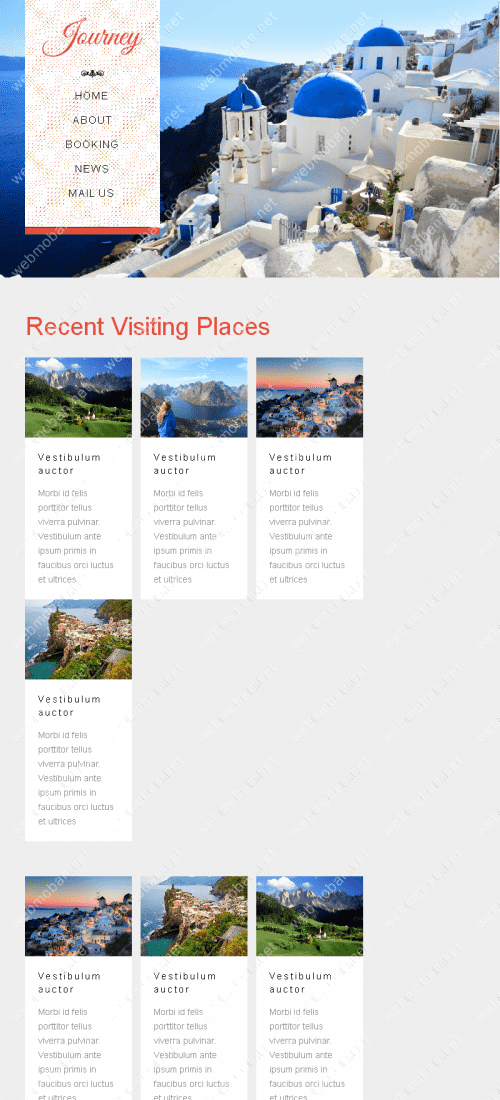 Journey
HOME
ABOUT
BOOKING
NEWS
MAIL US
Recent Visiting Places
Vestibulum
auctor
Morbi id felis
porttitor tellus
viverra pulvinar.
Vestibulum ante
ipsum primis in
faucibus orci luctus
et ultrices
Vestibulum
auctor
Morbi id felis
porttitor tellus
viverra pulvinar.
Vestibulum ante
ipsum primis in
faucibus orci luctus
et ultrices
Vestibulum
auctor
Morbi id felis
porttitor tellus
viverra pulvinar.
Vestibulum ante
ipsum primis in
faucibus orci luctus
et ultrices
Vestibulum
auctor
Morbi id felis
porttitor tellus
viverra pulvinar.
Vestibulum ante
ipsum primis in
faucibus orci luctus
et ultrices
Vestibulum
auctor
Morbi id felis
porttitor tellus
viverra pulvinar.
Vestibulum ante
ipsum primis in
faucibus orci luctus
et ultrices
Vestibulum
auctor
Morbi id felis
porttitor tellus
viverra pulvinar.
Vestibulum ante
ipsum primis in
faucibus orci luctus
et ultrices
Vestibulum
auctor
Morbi id felis
porttitor tellus
viverra pulvinar.
Vestibulum ante
ipsum primis in
faucibus orci luctus
et ultrices
webmoban.net